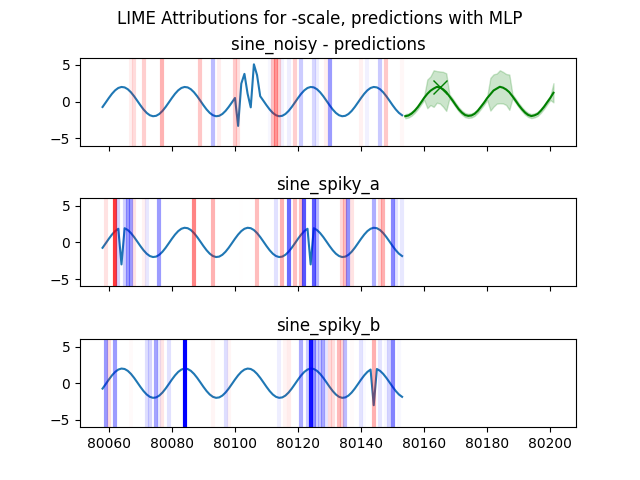 LIME Attributions for -scale, predictions with MLP
sine_noisy - predictions
5
0
−5
sine_spiky_a
5
0
−5
sine_spiky_b
5
0
−5
80060 80080 80100 80120 80140 80160 80180 80200